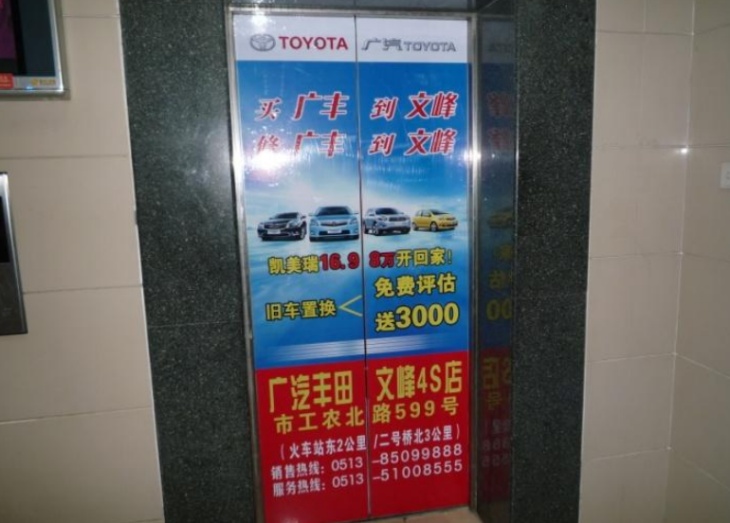 TOYOTA 广汽TOYOTA
买 广丰 到 文峰
修 广丰 到 文峰
凯美瑞16.98万开回家!
旧车置换 免费评估
送3000
广汽丰田 文峰4S店
市工农北路599号
(火车站东2公里/二号桥北3公里)
销售热线:0513-85099888
服务热线:0513-51008555